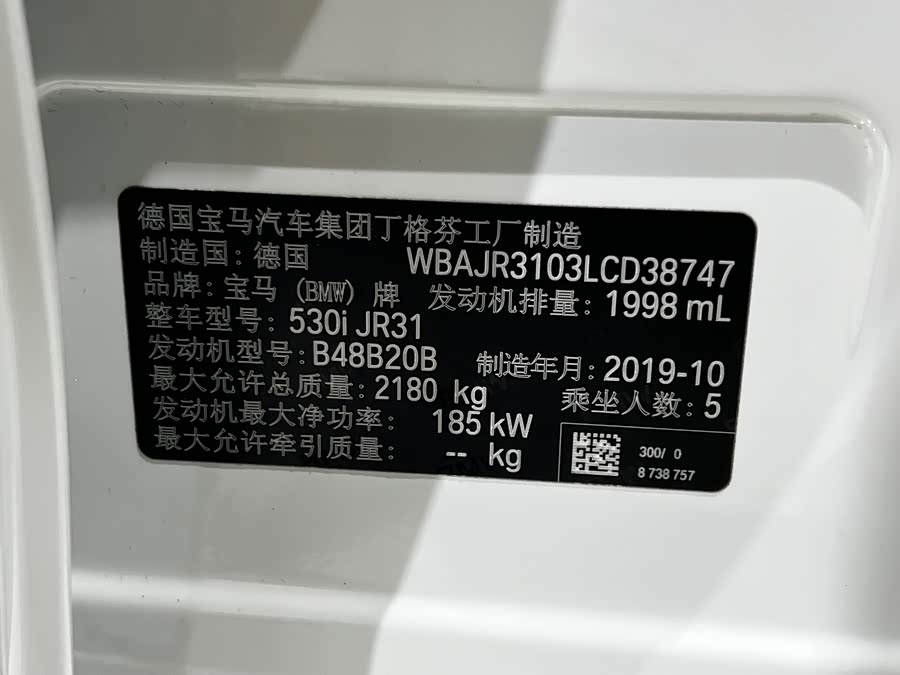 德国宝马汽车集团丁格芬工厂制造
制造国：德国 WBAJR3103LCD38747
品牌：宝马（BMW）牌 发动机排量：1998 mL
整车型号：530i JR31
发动机型号：B48B20B 制造年月：2019-10
最大允许总质量：2180 kg 乘坐人数：5
发动机最大净功率： 185 kW
最大允许牵引质量： -- kg
300/ 0
8 738 757